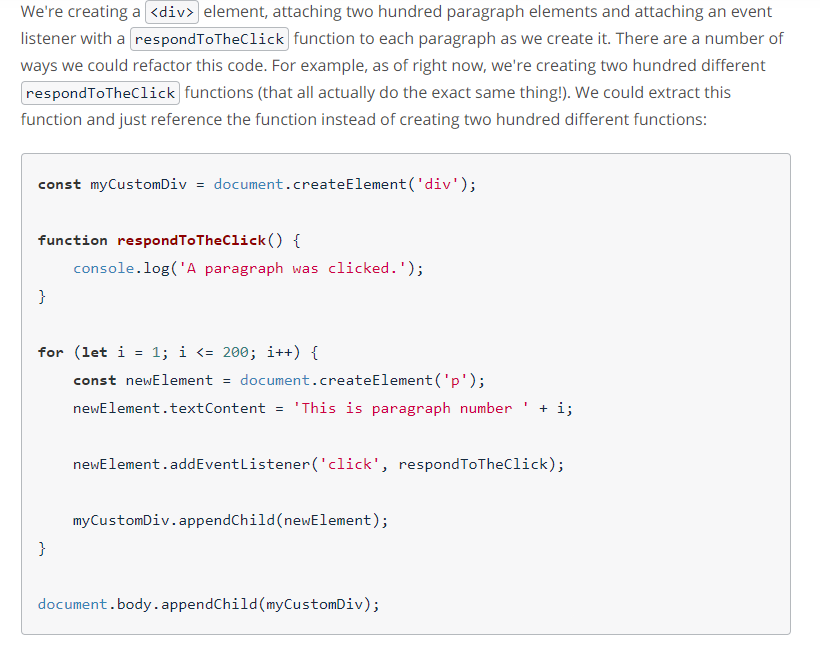 We're creating a <div> element, attaching two hundred paragraph elements and attaching an event
listener with a respondToTheClick function to each paragraph as we create it. There are a number of
ways we could refactor this code. For example, as of right now, we're creating two hundred different
respondToTheClick functions (that all actually do the exact same thing!). We could extract this
function and just reference the function instead of creating two hundred different functions:
const myCustomDiv = document.createElement('div');
function respondToTheClick() {
    console.log('A paragraph was clicked.');
}
for (let i = 1; i <= 200; i++) {
    const newElement = document.createElement('p');
    newElement.textContent = 'This is paragraph number ' + i;
    newElement.addEventListener('click', respondToTheClick);
    myCustomDiv.appendChild(newElement);
}
document.body.appendChild(myCustomDiv);